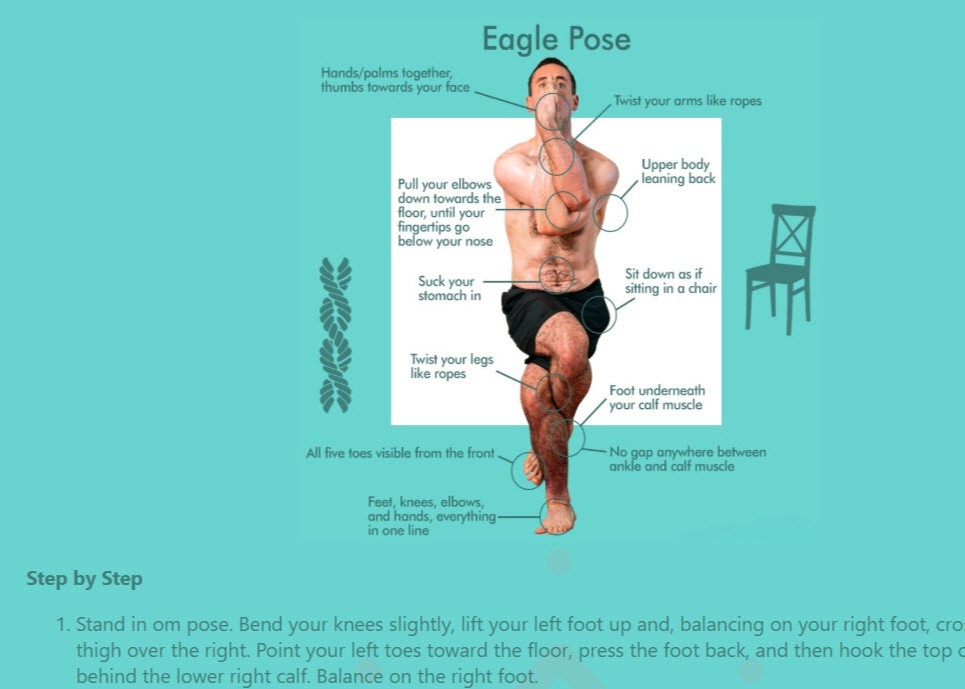 Eagle Pose
Hands/palms together,
thumbs towards your face
Twist your arms like ropes
Upper body
leaning back
Pull your elbows
down towards the
floor, until your
fingertips go
below your nose
Suck your
stomach in
Sit down as if
sitting in a chair
Twist your legs
like ropes
Foot underneath
your calf muscle
All five toes visible from the front
No gap anywhere between
ankle and calf muscle
Feet, knees, elbows,
and hands, everything
in one line
Step by Step
1. Stand in om pose. Bend your knees slightly, lift your left foot up and, balancing on your right foot,
thigh over the right. Point your left toes toward the floor, press the foot back, and then hook the top
behind the lower right calf. Balance on the right foot.